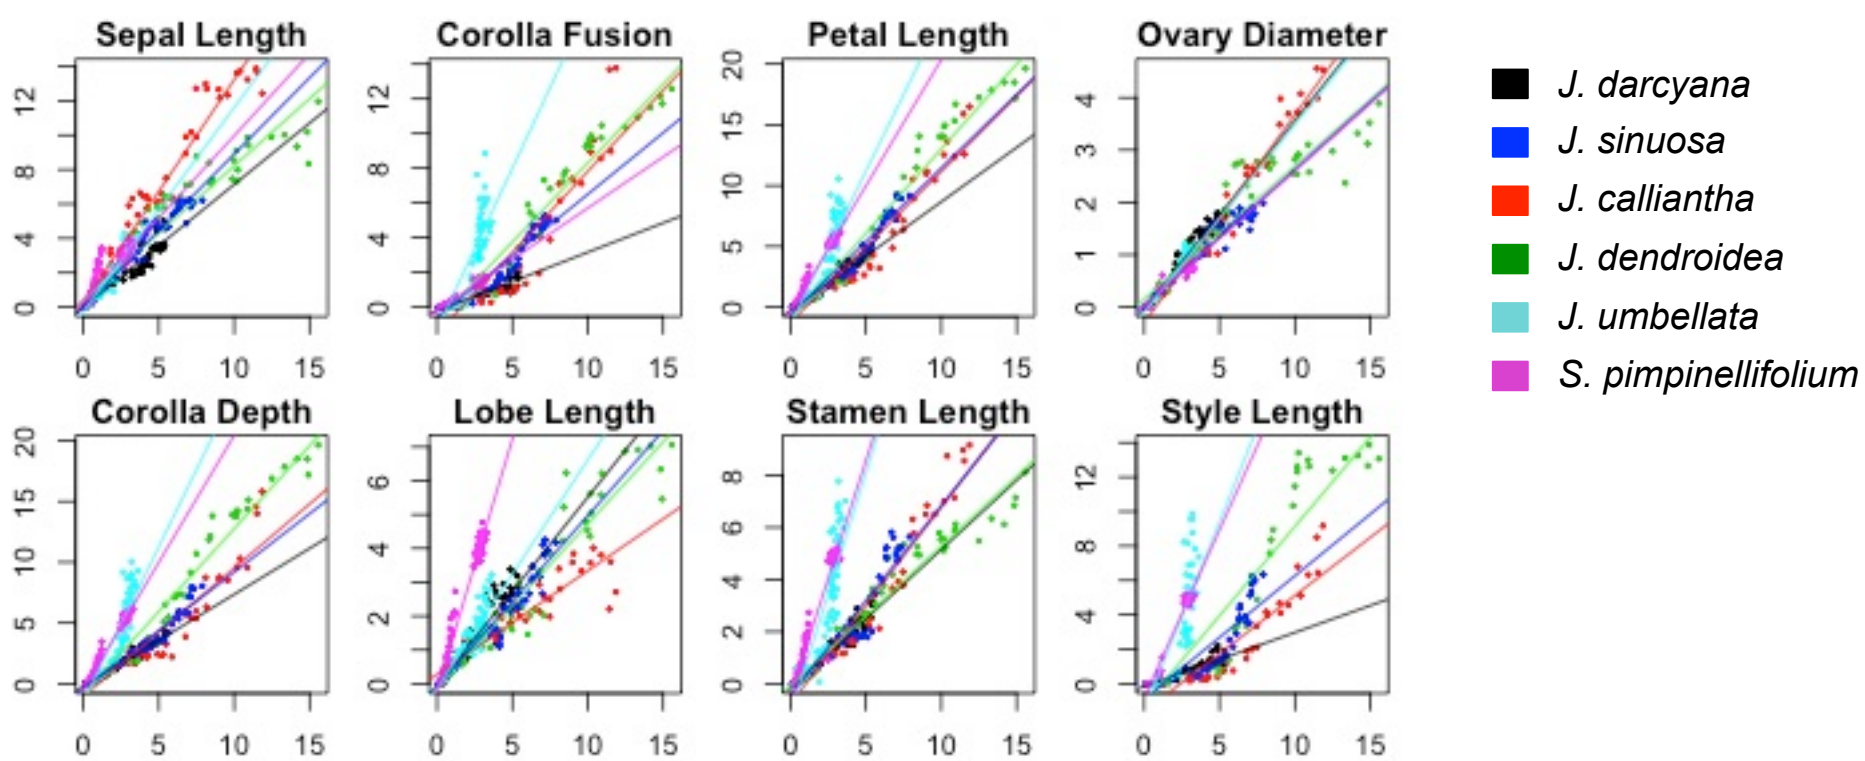 Sepal Length
Corolla Fusion
Petal Length
Ovary Diameter
0 4 8 12
0 5 10 15
0 4 8 12
0 5 10 15
0 5 10 15 20
0 5 10 15
0 1 2 3 4
0 5 10 15
Corolla Depth
Lobe Length
Stamen Length
Style Length
0 5 10 15 20
0 5 10 15
0 2 4 6
0 5 10 15
0 2 4 6 8
0 5 10 15
0 4 8 12
0 5 10 15
J. darcyana
J. sinuosa
J. calliantha
J. dendroidea
J. umbellata
S. pimpinellifolium